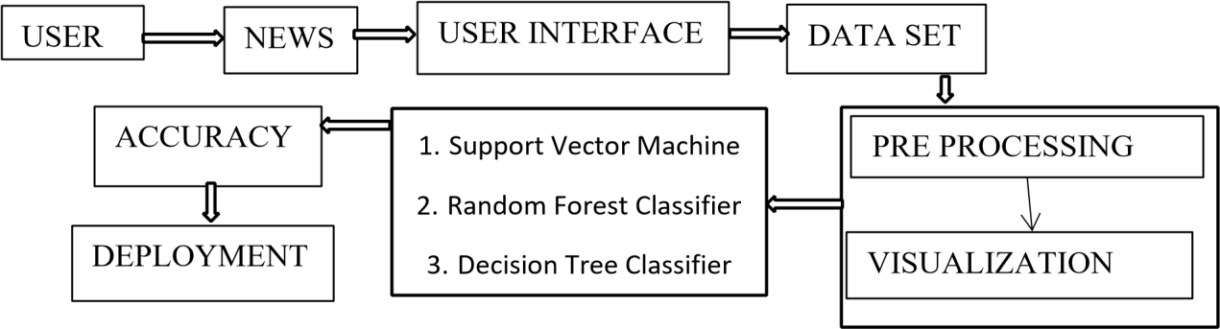 USER
NEWS
USER INTERFACE
DATA SET
PRE PROCESSING
VISUALIZATION
1. Support Vector Machine
2. Random Forest Classifier
3. Decision Tree Classifier
ACCURACY
DEPLOYMENT